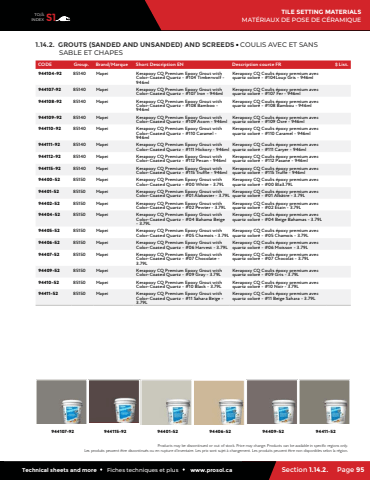 TOOL
INDEX
TILE SETTING MATERIALS
MATÉRIAUX DE POSE DE CÉRAMIQUE
1.14.2. GROUTS (SANDED AND UNSANDED) AND SCREEDS • COULIS AVEC ET SANS
SABLE ET CHAPES
CODE Group. Brand/Marque Short Description EN Description courte FR $ List.
944104-92 85140 Mapei Kerapoxy CQ Premium Epoxy Grout with Kerapoxy CQ Coulis époxy premium avec
Color-Coated Quartz - #104 Timberwolf - quartz coloré - #104 Loup Gris - 946ml
946ml
944107-92 85140 Mapei Kerapoxy CQ Premium Epoxy Grout with Kerapoxy CQ Coulis époxy premium avec
Color-Coated Quartz - #107 Iron - 946ml quartz coloré - #107 Fer - 946ml
944108-92 85140 Mapei Kerapoxy CQ Premium Epoxy Grout with Kerapoxy CQ Coulis époxy premium avec
Color-Coated Quartz - #108 Bamboo - quartz coloré - #108 Bambou - 946ml
946ml
944109-92 85140 Mapei Kerapoxy CQ Premium Epoxy Grout with Kerapoxy CQ Coulis époxy premium avec
Color-Coated Quartz - #109 Acorn - 946ml quartz coloré - #109 Ocre - 946ml
944110-92 85140 Mapei Kerapoxy CQ Premium Epoxy Grout with Kerapoxy CQ Coulis époxy premium avec
Color-Coated Quartz - #110 Caramel - quartz coloré - #110 Caramel - 946ml
946ml
944111-92 85140 Mapei Kerapoxy CQ Premium Epoxy Grout with Kerapoxy CQ Coulis époxy premium avec
Color-Coated Quartz - #111 Hickory - 946ml quartz coloré - #111 Caryer - 946ml
944112-92 85140 Mapei Kerapoxy CQ Premium Epoxy Grout with Kerapoxy CQ Coulis époxy premium avec
Color-Coated Quartz - #112 Pecan - 946ml quartz coloré - #112 Pacane - 946ml
944115-92 85140 Mapei Kerapoxy CQ Premium Epoxy Grout with Kerapoxy CQ Coulis époxy premium avec
Color-Coated Quartz - #115 Truffle - 946ml quartz coloré - #115 Truffe - 946ml
94400-52 85150 Mapei Kerapoxy CQ Premium Epoxy Grout with Kerapoxy CQ Coulis époxy premium avec
Color-Coated Quartz - #00 White - 3.79L quartz coloré - #00 Bla3.79L
94401-52 85150 Mapei Kerapoxy CQ Premium Epoxy Grout with Kerapoxy CQ Coulis époxy premium avec
Color-Coated Quartz - #01 Alabaster - 3.79L quartz coloré - #01 Albâtre - 3.79L
94402-52 85150 Mapei Kerapoxy CQ Premium Epoxy Grout with Kerapoxy CQ Coulis époxy premium avec
Color-Coated Quartz - #02 Pewter - 3.79L quartz coloré - #02 Étain - 3.79L
94404-52 85150 Mapei Kerapoxy CQ Premium Epoxy Grout with Kerapoxy CQ Coulis époxy premium avec
Color-Coated Quartz - #04 Bahama Beige quartz coloré - #04 Beige Bahamas - 3.79L
- 3.79L
94405-52 85150 Mapei Kerapoxy CQ Premium Epoxy Grout with Kerapoxy CQ Coulis époxy premium avec
Color-Coated Quartz - #05 Chamois - 3.79L quartz coloré - #05 Chamois - 3.79L
94406-52 85150 Mapei Kerapoxy CQ Premium Epoxy Grout with Kerapoxy CQ Coulis époxy premium avec
Color-Coated Quartz - #06 Harvest - 3.79L quartz coloré - #06 Moisson - 3.79L
94407-52 85150 Mapei Kerapoxy CQ Premium Epoxy Grout with Kerapoxy CQ Coulis époxy premium avec
Color-Coated Quartz - #07 Chocolate - quartz coloré - #07 Chocolat - 3.79L
3.79L
94409-52 85150 Mapei Kerapoxy CQ Premium Epoxy Grout with Kerapoxy CQ Coulis époxy premium avec
Color-Coated Quartz - #09 Gray - 3.79L quartz coloré - #09 Gris - 3.79L
94410-52 85150 Mapei Kerapoxy CQ Premium Epoxy Grout with Kerapoxy CQ Coulis époxy premium avec
Color-Coated Quartz - #10 Black - 3.79L quartz coloré - #10 Noir - 3.79L
94411-52 85150 Mapei Kerapoxy CQ Premium Epoxy Grout with Kerapoxy CQ Coulis époxy premium avec
Color-Coated Quartz - #11 Sahara Beige - quartz coloré - #11 Beige Sahara - 3.79L
3.79L
944107-92 944115-92 94401-52 94406-52 94409-52 94411-52
Products may be discontinued or out of stock. Price may change. Products can be available in specific regions only.
Les produits peuvent être discontinués ou en rupture d'inventaire. Les prix sont sujet à changement. Les produits peuvent être non disponibles selon la région.
Technical sheets and more • Fiches techniques et plus • www.prosol.ca Section 1.14.2. Page 95